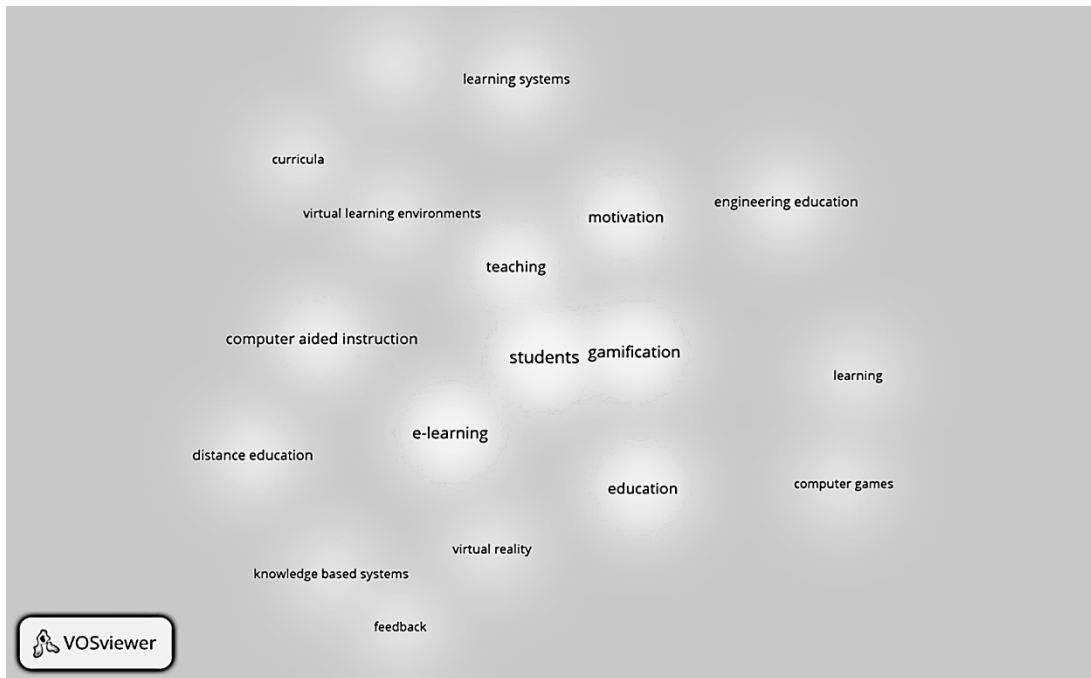 learning systems
curricula
engineering education
virtual learning environments
motivation
teaching
computer aided instruction
students
gamification
learning
e-learning
distance education
education
computer games
virtual reality
knowledge based systems
feedback
VOSviewer